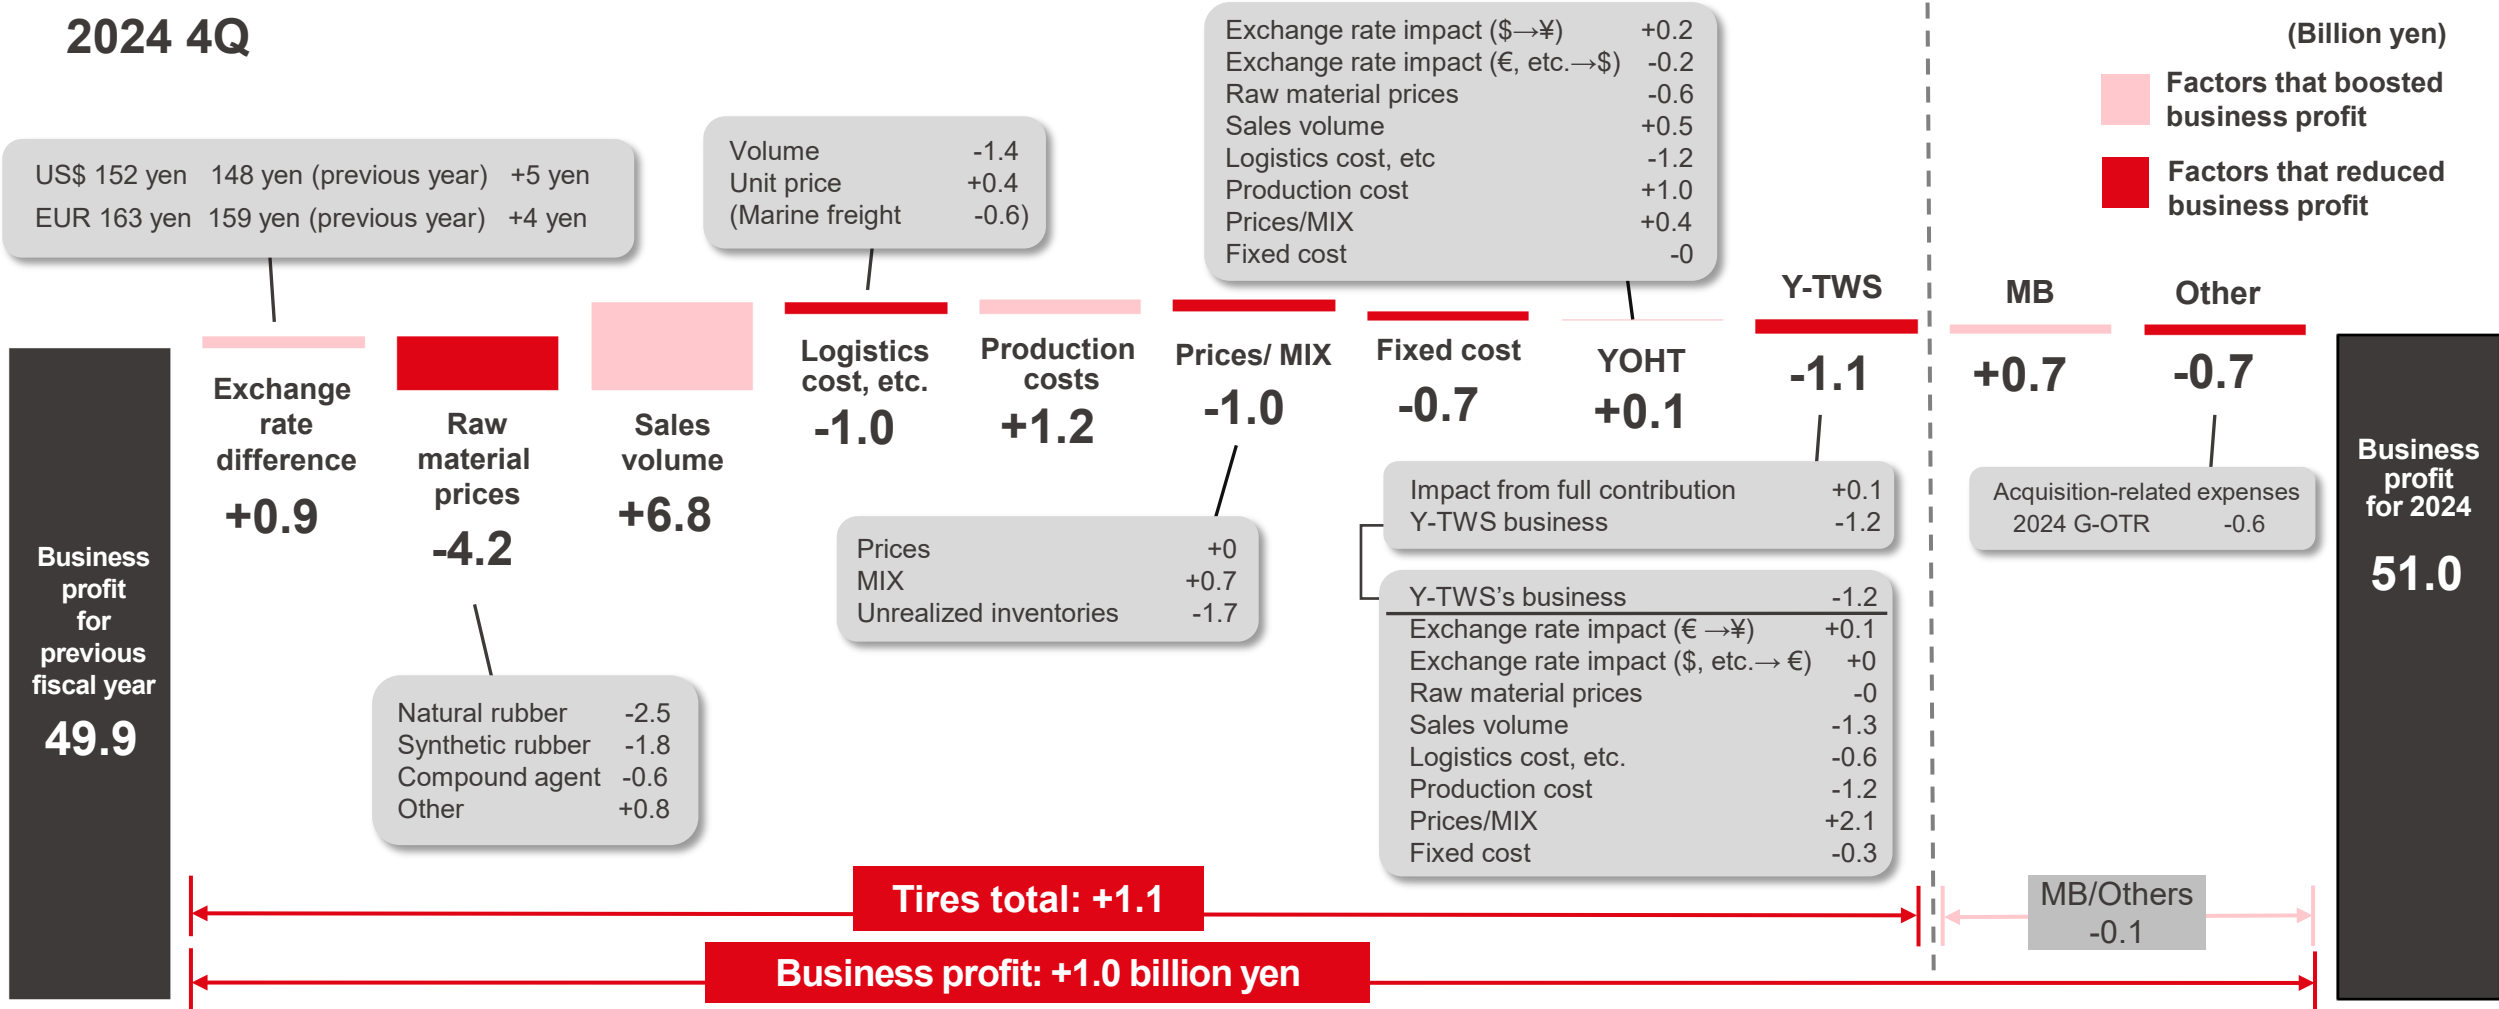 2024 4Q
(Billion yen)
Factors that boosted
business profit
Factors that reduced
business profit
US$ 152 yen 148 yen (previous year) +5 yen
EUR 163 yen 159 yen (previous year) +4 yen
Volume -1.4
Unit price +0.4
(Marine freight -0.6)
Exchange rate impact ($→¥) +0.2
Exchange rate impact (€, etc.→$) -0.2
Raw material prices -0.6
Sales volume +0.5
Logistics cost, etc -1.2
Production cost +1.0
Prices/MIX +0.4
Fixed cost -0
Business
profit
for
previous
fiscal year
49.9
Exchange
rate
difference
+0.9
Raw
material
prices
-4.2
Sales
volume
+6.8
Logistics
cost, etc.
-1.0
Production
costs
+1.2
Prices/ MIX
-1.0
Fixed cost
-0.7
YOHT
+0.1
Y-TWS
-1.1
MB
+0.7
Other
-0.7
Business
profit
for 2024
51.0
Natural rubber -2.5
Synthetic rubber -1.8
Compound agent -0.6
Other +0.8
Prices +0
MIX +0.7
Unrealized inventories -1.7
Impact from full contribution +0.1
Y-TWS business -1.2
Y-TWS's business -1.2
Exchange rate impact (€ →¥) +0.1
Exchange rate impact ($, etc.→ €) +0
Raw material prices -0
Sales volume -1.3
Logistics cost, etc. -0.6
Production cost -1.2
Prices/MIX +2.1
Fixed cost -0.3
Acquisition-related expenses
2024 G-OTR -0.6
Tires total: +1.1
MB/Others
-0.1
Business profit: +1.0 billion yen